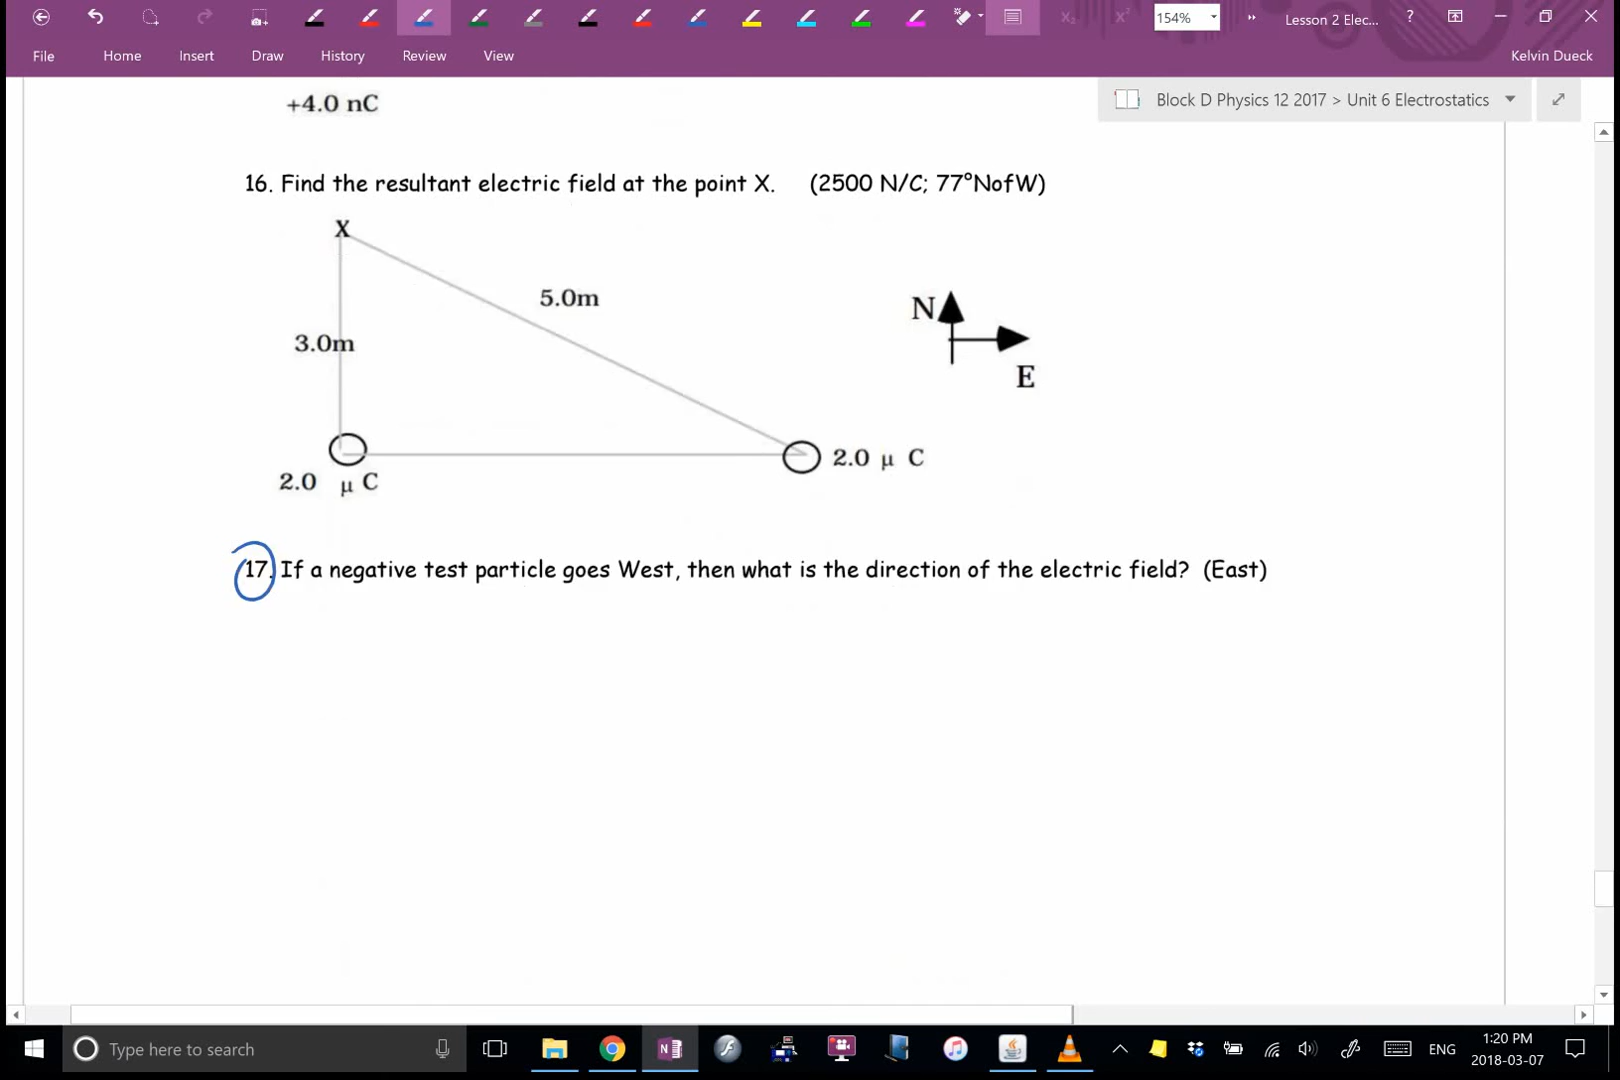 154%
Lesson 2 Elec...
?
File
Home
Insert
Draw
History
Review
View
Kelvin Dueck
+4.0 nC
Block D Physics 12 2017 > Unit 6 Electrostatics
16. Find the resultant electric field at the point X. (2500 N/C; 77°NofW)
X
5.0m
N
3.0m
E
2.0 μ C
2.0 μ C
17. If a negative test particle goes West, then what is the direction of the electric field? (East)
Type here to search
ENG
1:20 PM
2018-03-07